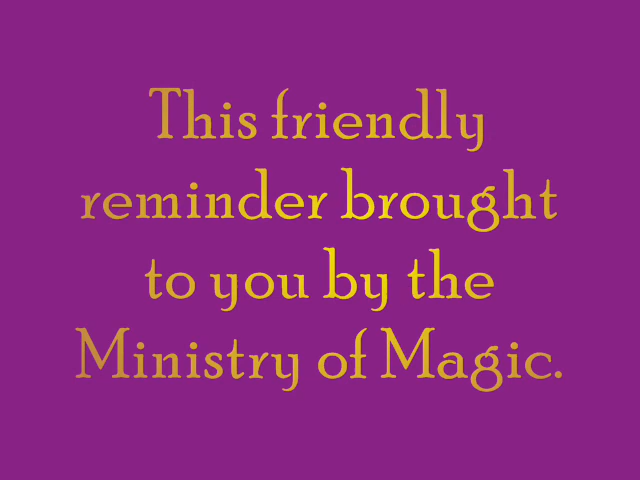 This friendly
reminder brought
to you by the
Ministry of Magic.